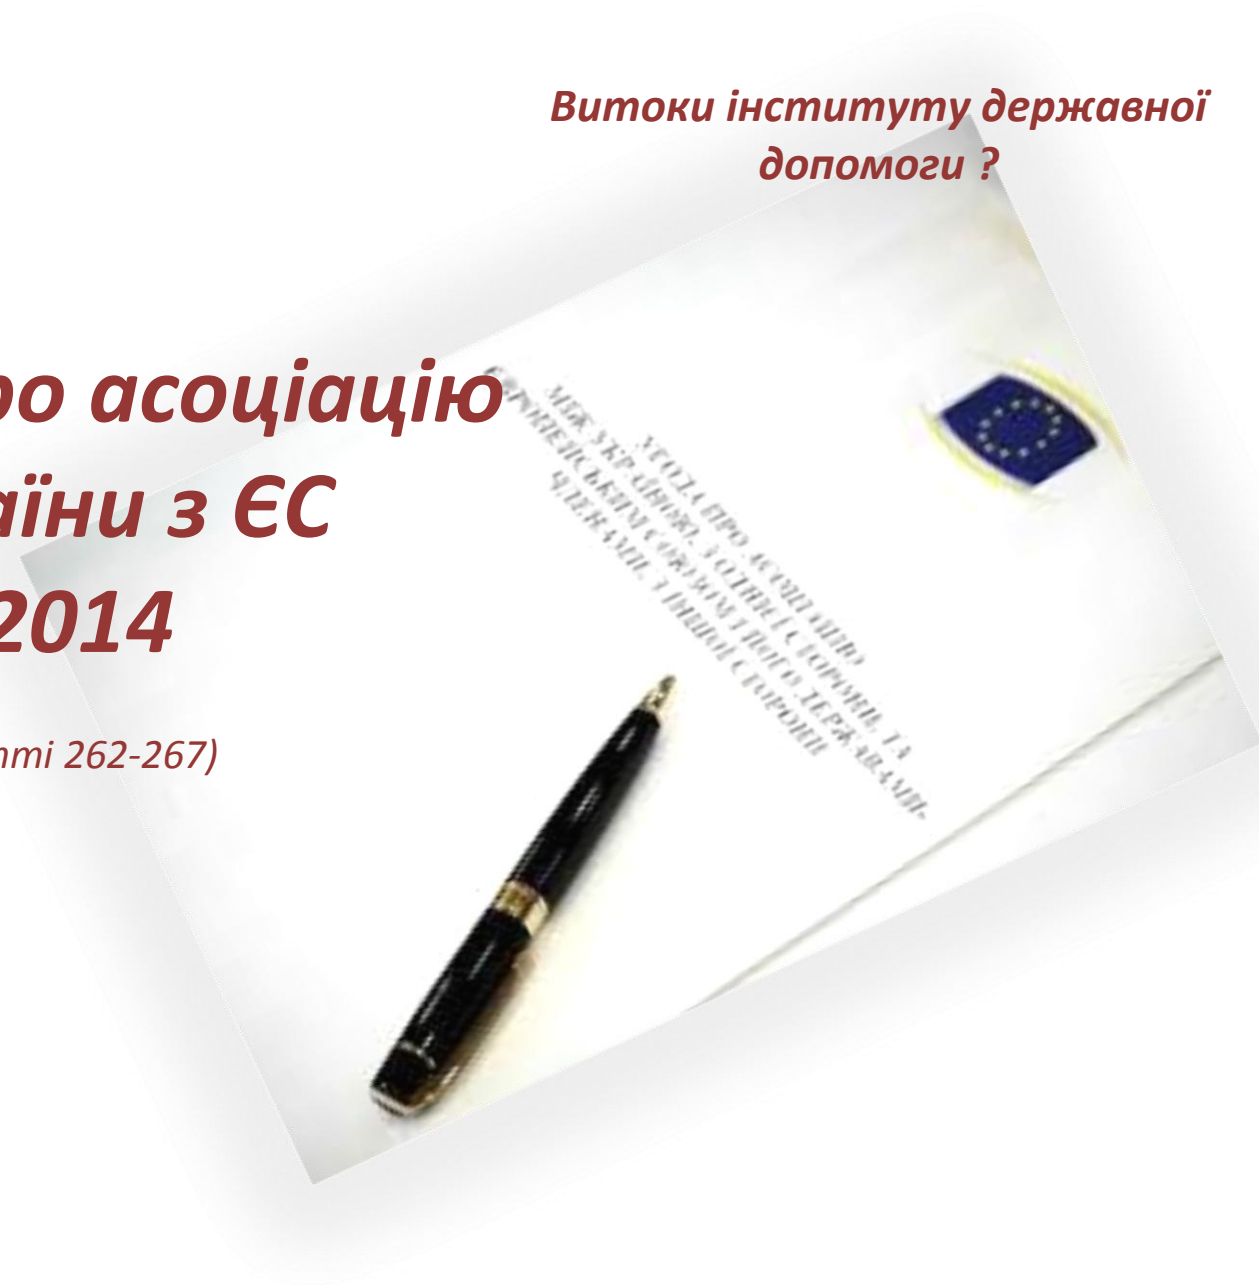 Витоки інституту державної
допомоги ?
ро асоціацію
аїни з ЄС
2014
тті 262-267)
УГОДА ПРО АСОЦІАЦІЮ
МІЖ УКРАЇНОЮ, З ОДНІЄЇ СТОРОНИ, ТА
ЄВРОПЕЙСЬКИМ СОЮЗОМ І ЙОГО ДЕРЖАВАМИ-
ЧЛЕНАМИ, З ІНШОЇ СТОРОНИ